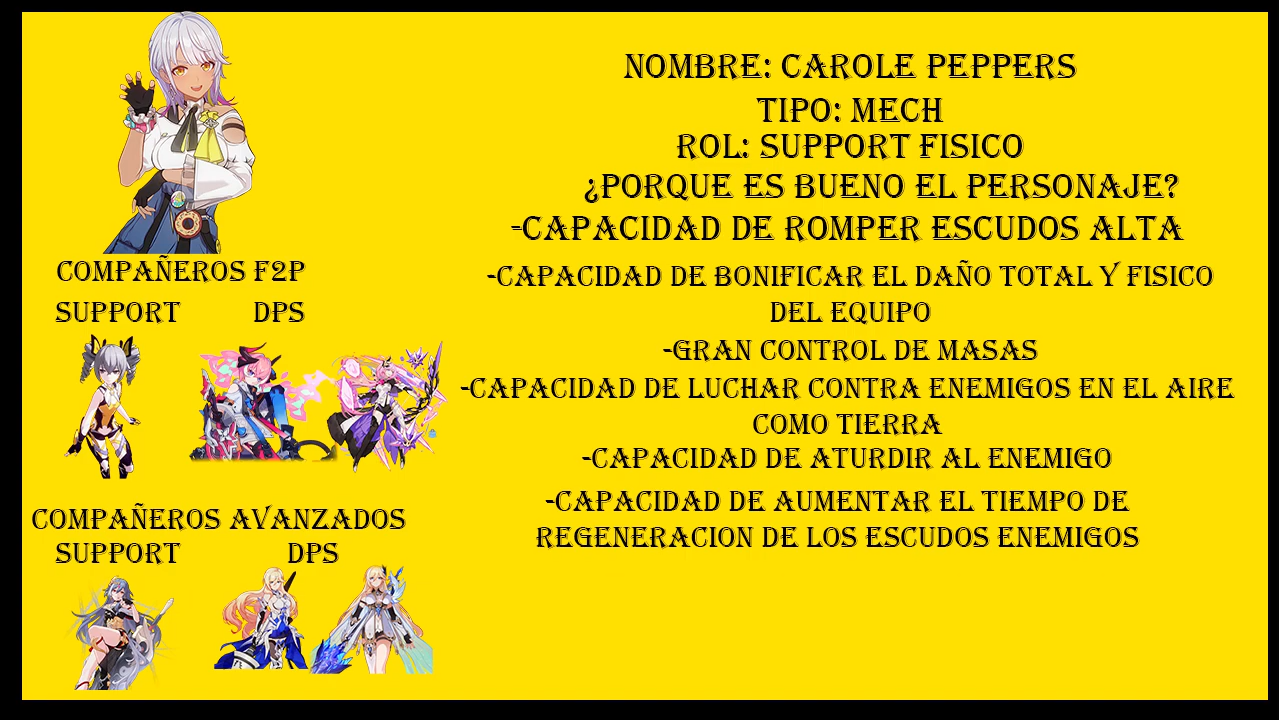 NOMBRE: CAROLE PEPPERS
TIPO: MECH
ROL: SUPPORT FISICO
¿PORQUE ES BUENO EL PERSONAJE?
-CAPACIDAD DE ROMPER ESCUDOS ALTA
-CAPACIDAD DE BONIFICAR EL DAÑO TOTAL Y FISICO
DEL EQUIPO
-GRAN CONTROL DE MASAS
-CAPACIDAD DE LUCHAR CONTRA ENEMIGOS EN EL AIRE
COMO TIERRA
-CAPACIDAD DE ATURDIR AL ENEMIGO
-CAPACIDAD DE AUMENTAR EL TIEMPO DE
REGENERACION DE LOS ESCUDOS ENEMIGOS
COMPAÑEROS F2P
SUPPORT DPS
COMPAÑEROS AVANZADOS
SUPPORT DPS